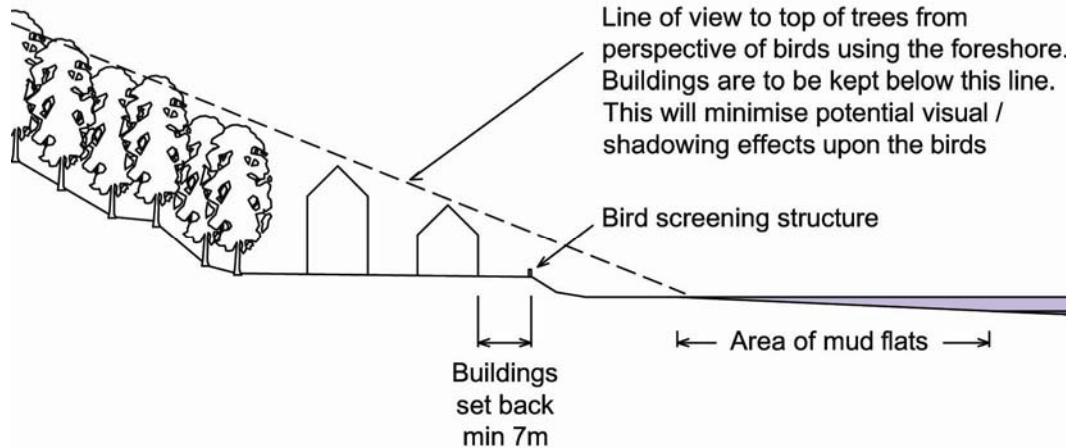 Line of view to top of trees from
perspective of birds using the foreshore.
Buildings are to be kept below this line.
This will minimise potential visual /
shadowing effects upon the birds
Bird screening structure
Area of mud flats
Buildings
set back
min 7m